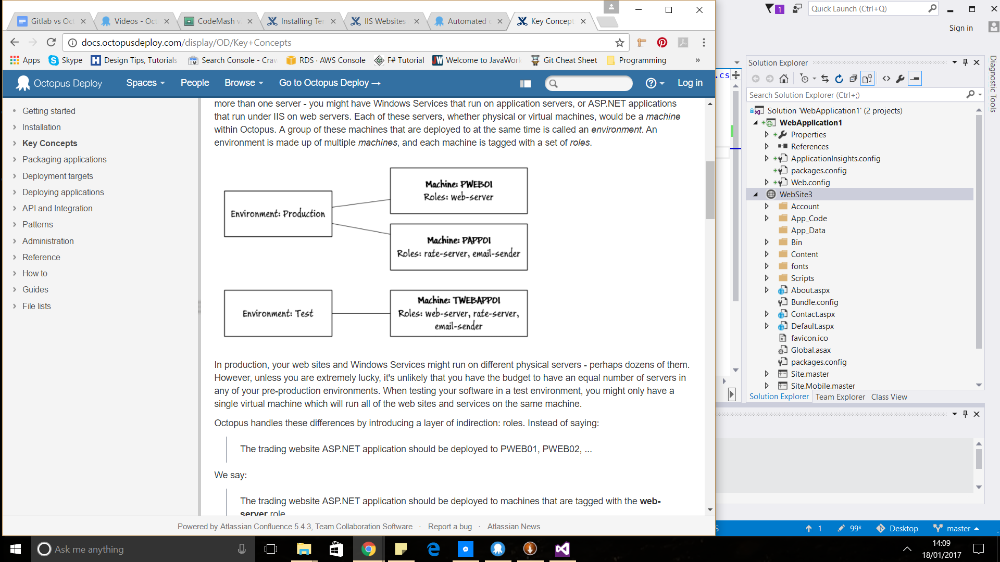 Gitlab vs Oct
Videos - Oct
CodeMash v
Installing Ter
IIS Websites
Automated
Key Concept
docs.octopusdeploy.com/display/OD/Key+Concepts
Apps
Skype
Design Tips, Tutorials
Search Console - Craw
RDS · AWS Console
F# Tutorial
Welcome to JavaWorl
Git Cheat Sheet
Programming
»
Octopus Deploy
Spaces
People
Browse
Go to Octopus Deploy →
Log in
Getting started
Installation
Key Concepts
Packaging applications
Deployment targets
Deploying applications
API and Integration
Patterns
Administration
Reference
How to
Guides
File lists
more than one server - you might have Windows Services that run on application servers, or ASP.NET applications
that run under IIS on web servers. Each of these servers, whether physical or virtual machines, would be a machine
within Octopus. A group of these machines that are deployed to at the same time is called an environment. An
environment is made up of multiple machines, and each machine is tagged with a set of roles.
Environment: Production
Machine: PWEB01
Roles: web-server
Machine: PAPP01
Roles: rate-server, email-sender
Environment: Test
Machine: TWEBAPP01
Roles: web-server, rate-server,
email-sender
In production, your web sites and Windows Services might run on different physical servers - perhaps dozens of them.
However, unless you are extremely lucky, it's unlikely that you have the budget to have an equal number of servers in
any of your pre-production environments. When testing your software in a test environment, you might only have a
single virtual machine which will run all of the web sites and services on the same machine.
Octopus handles these differences by introducing a layer of indirection: roles. Instead of saying:
The trading website ASP.NET application should be deployed to PWEB01, PWEB02, ...
We say:
The trading website ASP.NET application should be deployed to machines that are tagged with the web-
server role
Powered by Atlassian Confluence 5.4.3, Team Collaboration Software · Report a bug · Atlassian News
1
Quick Launch (Ctrl+Q)
Sign in
.cs
Diagnostic Tools
Solution Explorer
Search Solution Explorer (Ctrl+;)
Solution 'WebApplication1' (2 projects)
WebApplication1
Properties
References
ApplicationInsights.config
packages.config
Web.config
WebSite3
Account
App_Code
App_Data
Bin
Content
fonts
Scripts
About.aspx
Bundle.config
Contact.aspx
Default.aspx
favicon.ico
Global.asax
packages.config
Site.master
Site.Mobile.master
Solution Explorer
Team Explorer
Class View
S
1
99*
Desktop
master
Ask me anything
14:09
18/01/2017